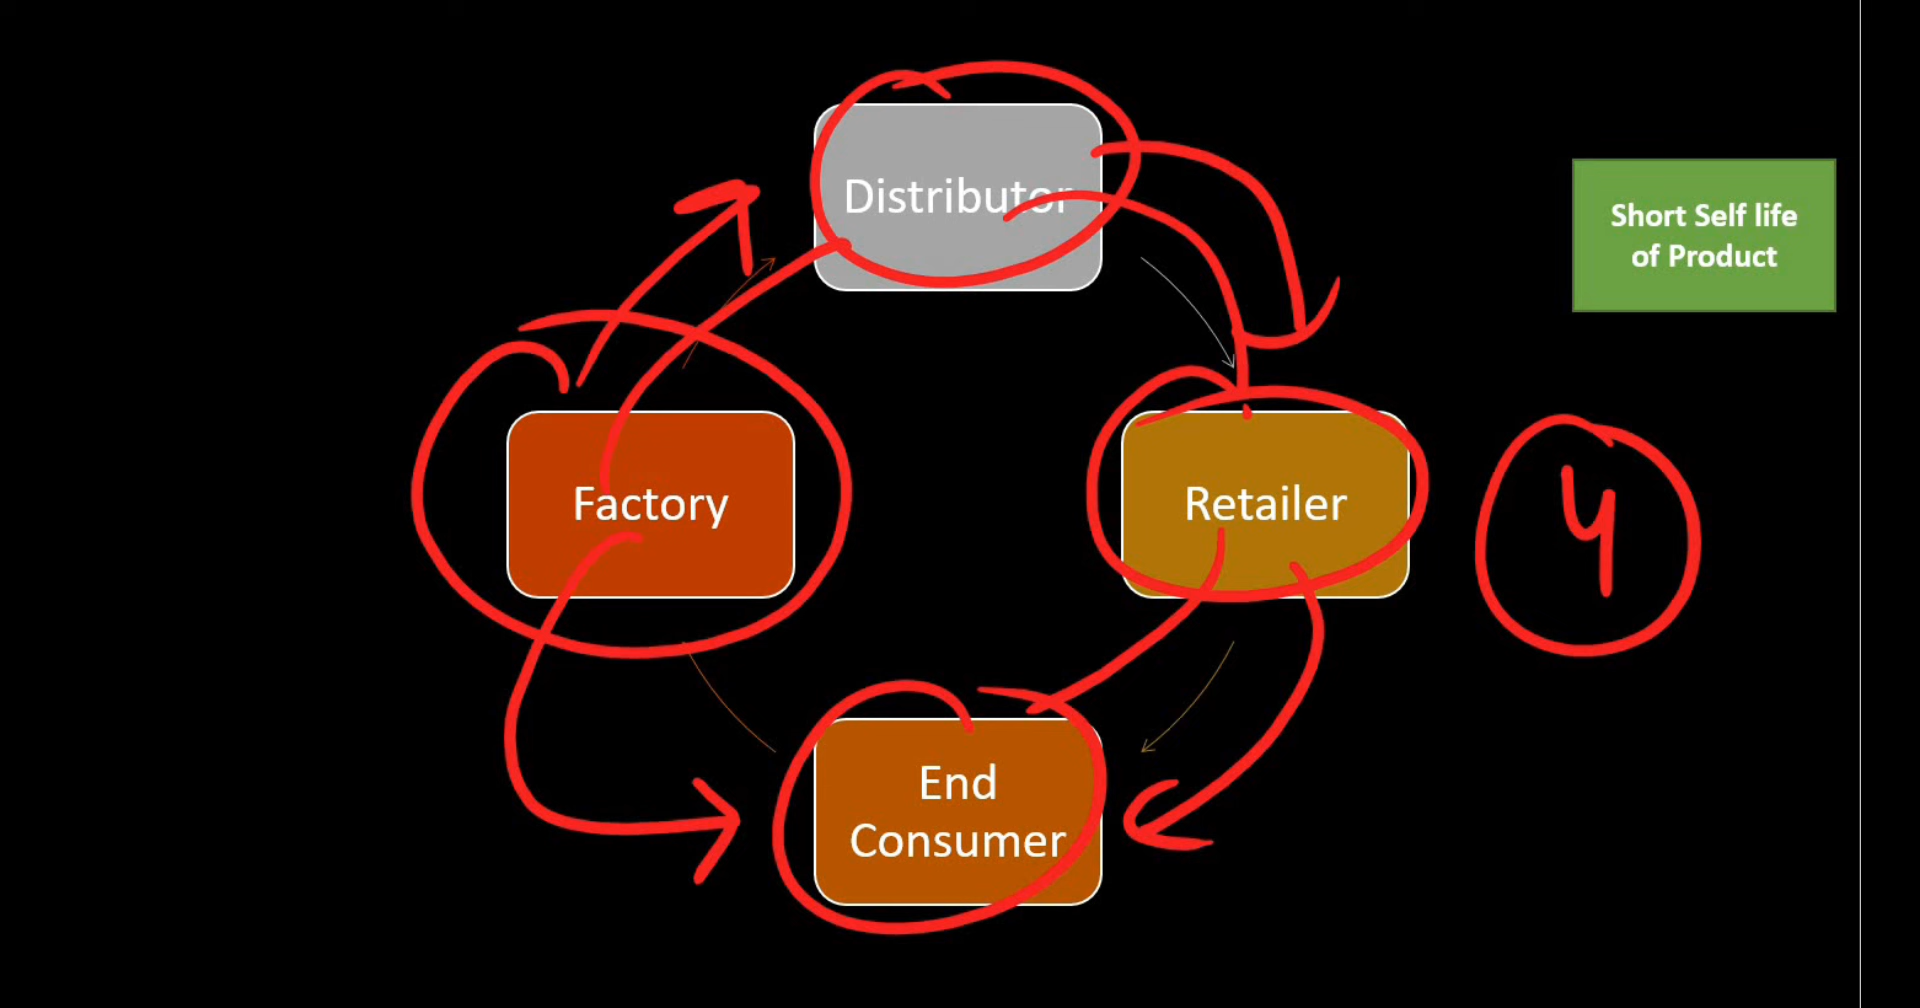 Distributor
Short Self life
of Product
Factory
Retailer
4
End
Consumer